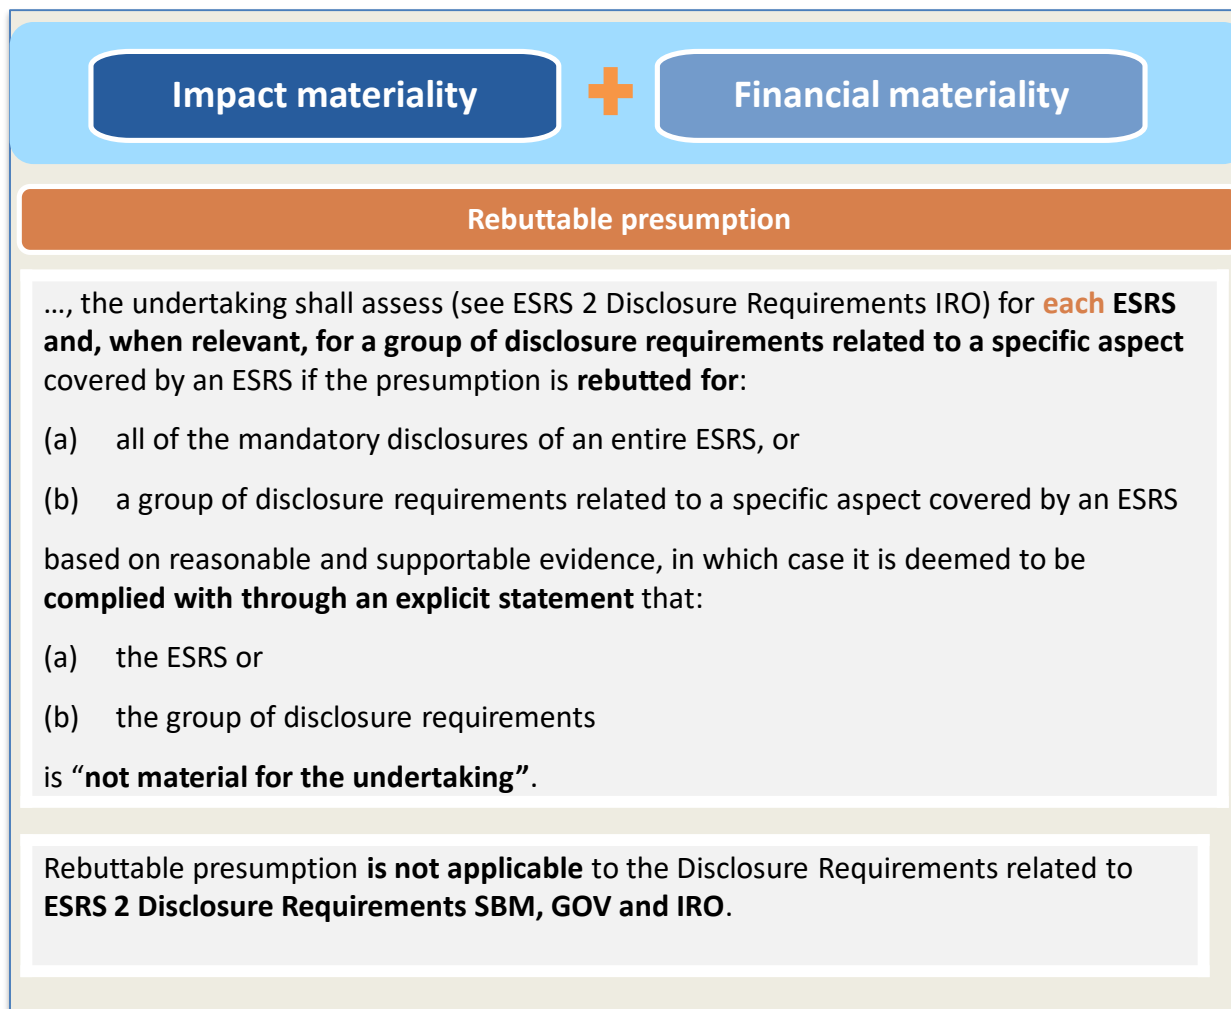 Impact materiality
Financial materiality
Rebuttable presumption
..., the undertaking shall assess (see ESRS 2 Disclosure Requirements IRO) for each ESRS
and, when relevant, for a group of disclosure requirements related to a specific aspect
covered by an ESRS if the presumption is rebutted for:
(a) all of the mandatory disclosures of an entire ESRS, or
(b) a group of disclosure requirements related to a specific aspect covered by an ESRS
based on reasonable and supportable evidence, in which case it is deemed to be
complied with through an explicit statement that:
(a) the ESRS or
(b) the group of disclosure requirements
is “not material for the undertaking”.
Rebuttable presumption is not applicable to the Disclosure Requirements related to
ESRS 2 Disclosure Requirements SBM, GOV and IRO.